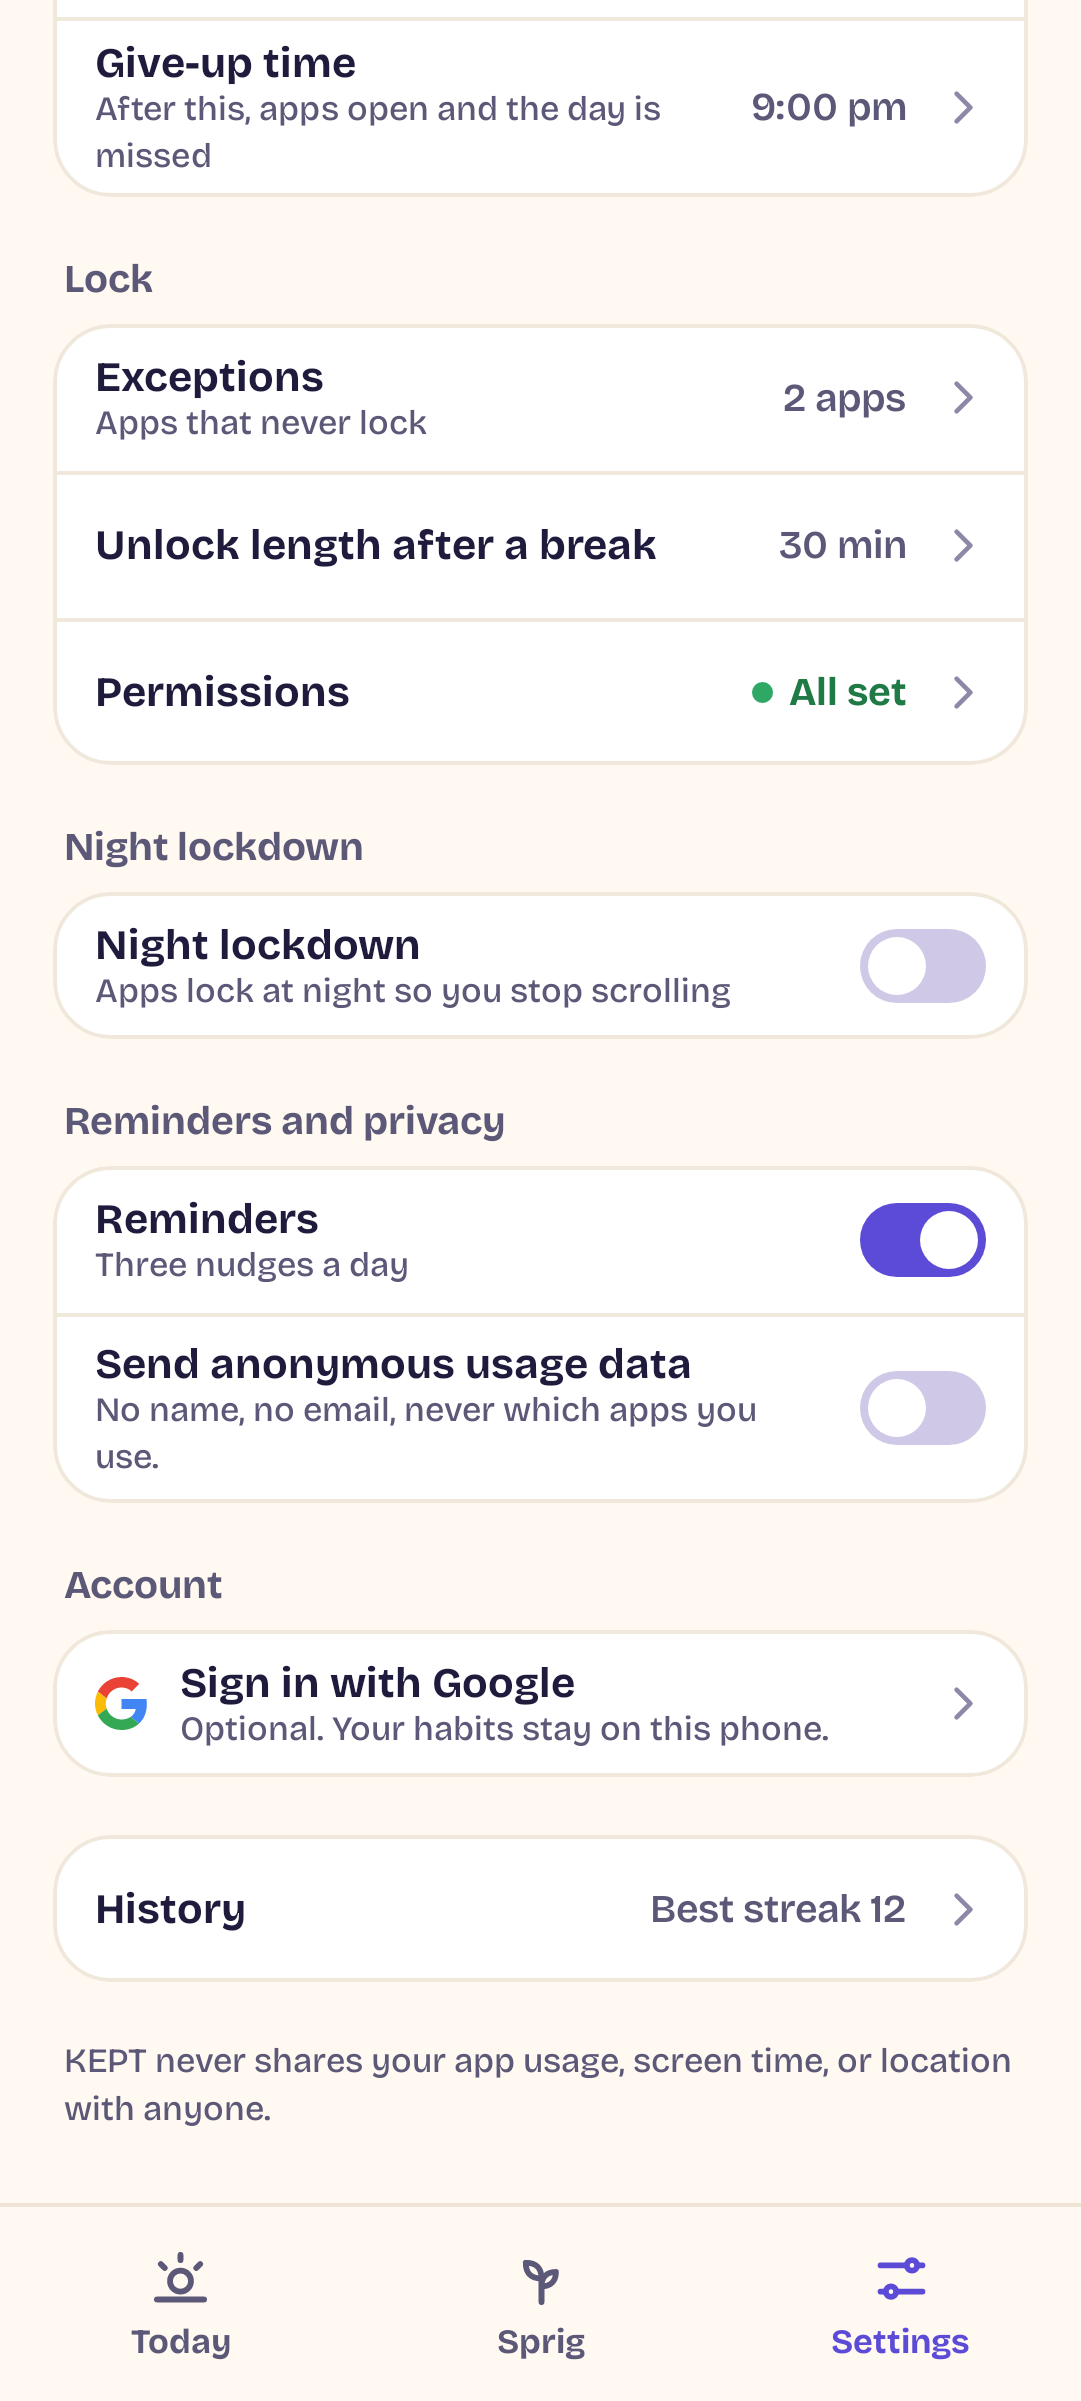 Give-up time
After this, apps open and the day is
missed
9:00 pm
Lock
Exceptions
Apps that never lock
2 apps
Unlock length after a break
30 min
Permissions
All set
Night lockdown
Night lockdown
Apps lock at night so you stop scrolling
Reminders and privacy
Reminders
Three nudges a day
Send anonymous usage data
No name, no email, never which apps you
use.
Account
Sign in with Google
Optional. Your habits stay on this phone.
History
Best streak 12
KEPT never shares your app usage, screen time, or location
with anyone.
Today
Sprig
Settings